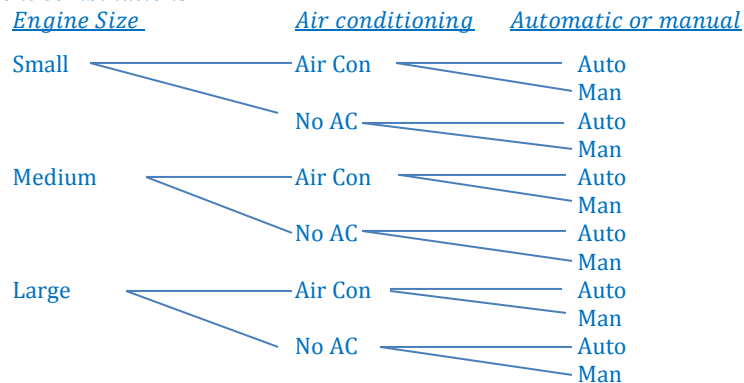 Engine Size Air conditioning Automatic or manual
Small Air Con Auto
Man
No AC Auto
Man
Medium Air Con Auto
Man
No AC Auto
Man
Large Air Con Auto
Man
No AC Auto
Man